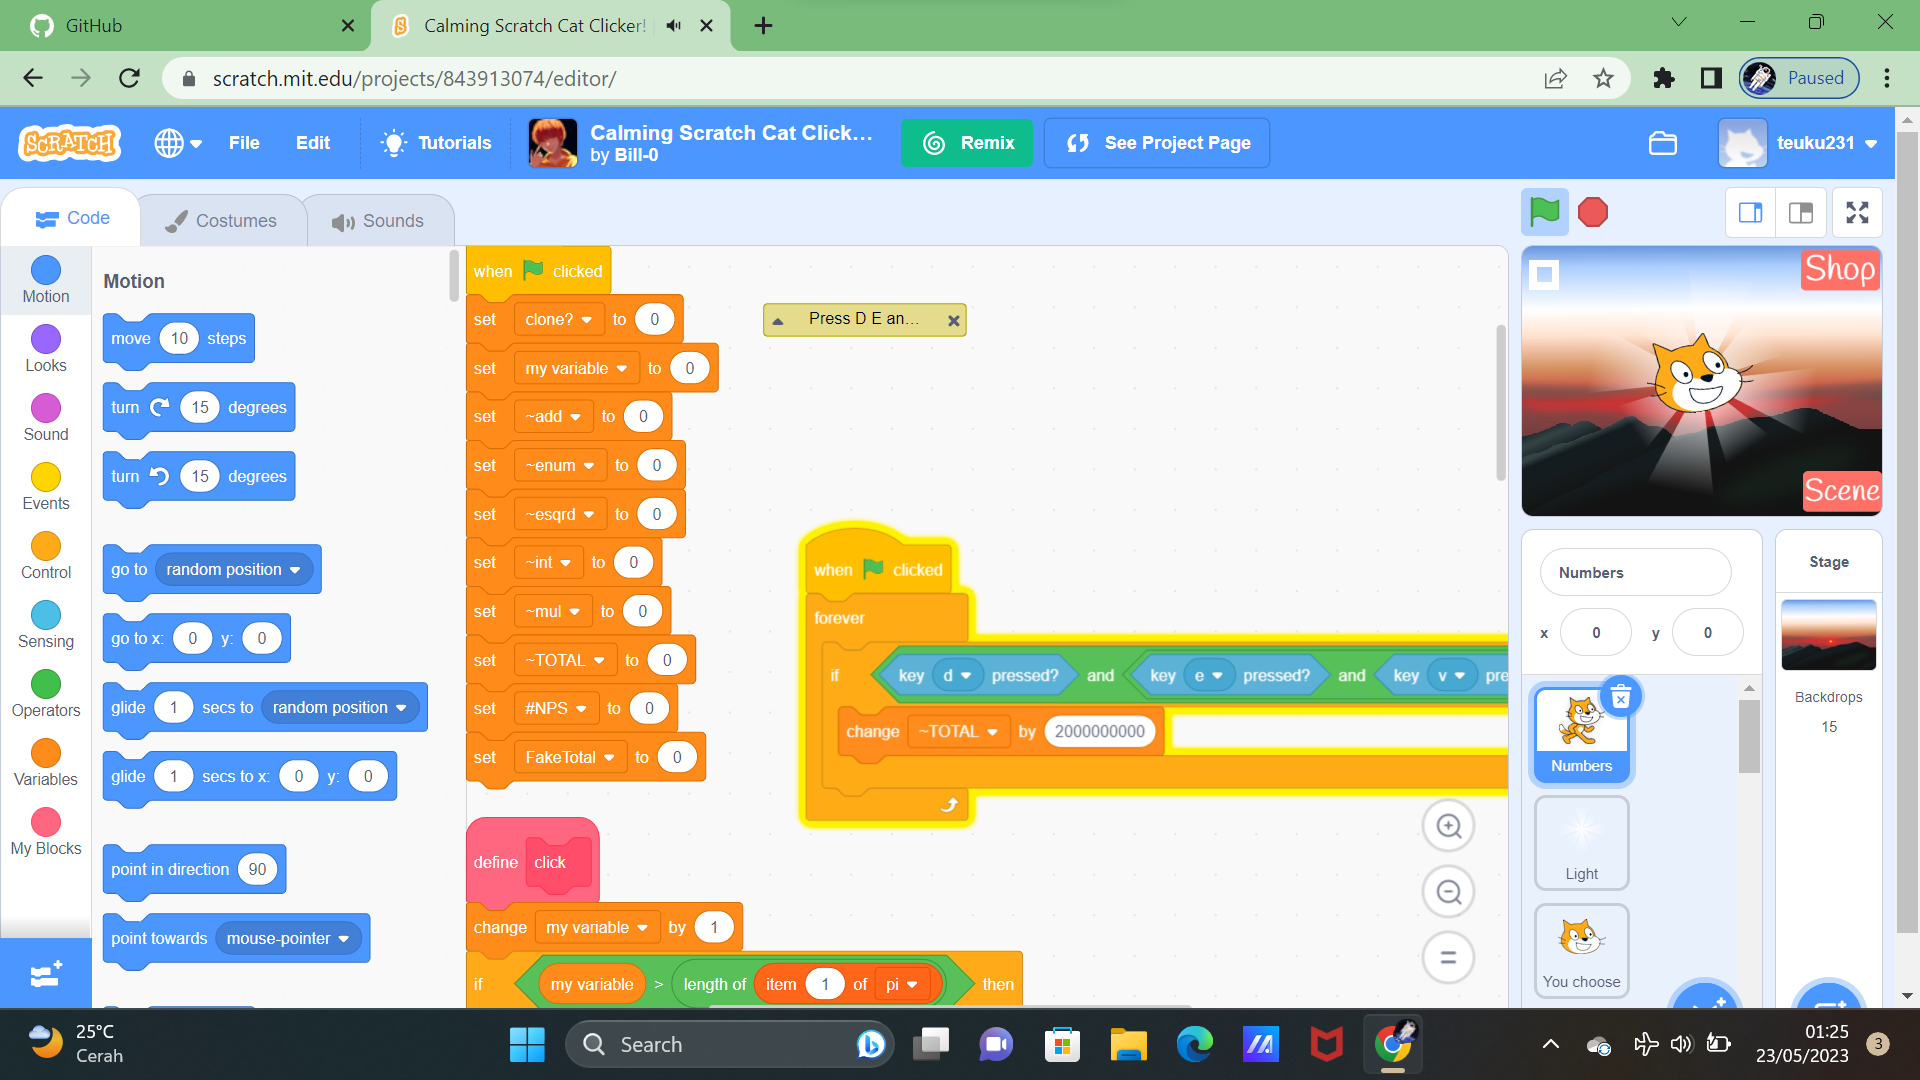 GitHub
Calming Scratch Cat Clicker!
scratch.mit.edu/projects/843913074/editor/
Paused
SCRATCH
File
Edit
Tutorials
Calming Scratch Cat Click...
by Bill-0
Remix
See Project Page
teuku231
Code
Costumes
Sounds
Motion
Looks
Sound
Events
Control
Sensing
Operators
Variables
My Blocks
Motion
move 10 steps
turn 15 degrees
turn 15 degrees
go to random position
go to x: 0 y: 0
glide 1 secs to random position
glide 1 secs to x: 0 y: 0
point in direction 90
point towards mouse-pointer
when clicked
set clone? to 0
set my variable to 0
set ~add to 0
set ~enum to 0
set ~esqrd to 0
set ~int to 0
set ~mul to 0
set ~TOTAL to 0
set #NPS to 0
set FakeTotal to 0
define click
change my variable by 1
if my variable > length of item 1 of pi then
Press D E an...
when clicked
forever
if key d pressed? and key e pressed? and key v pre
change ~TOTAL by 2000000000
Shop
Scene
Numbers
x 0 y 0
Numbers
Light
You choose
Stage
Backdrops
15
25°C
Cerah
Search
01:25
23/05/2023
3